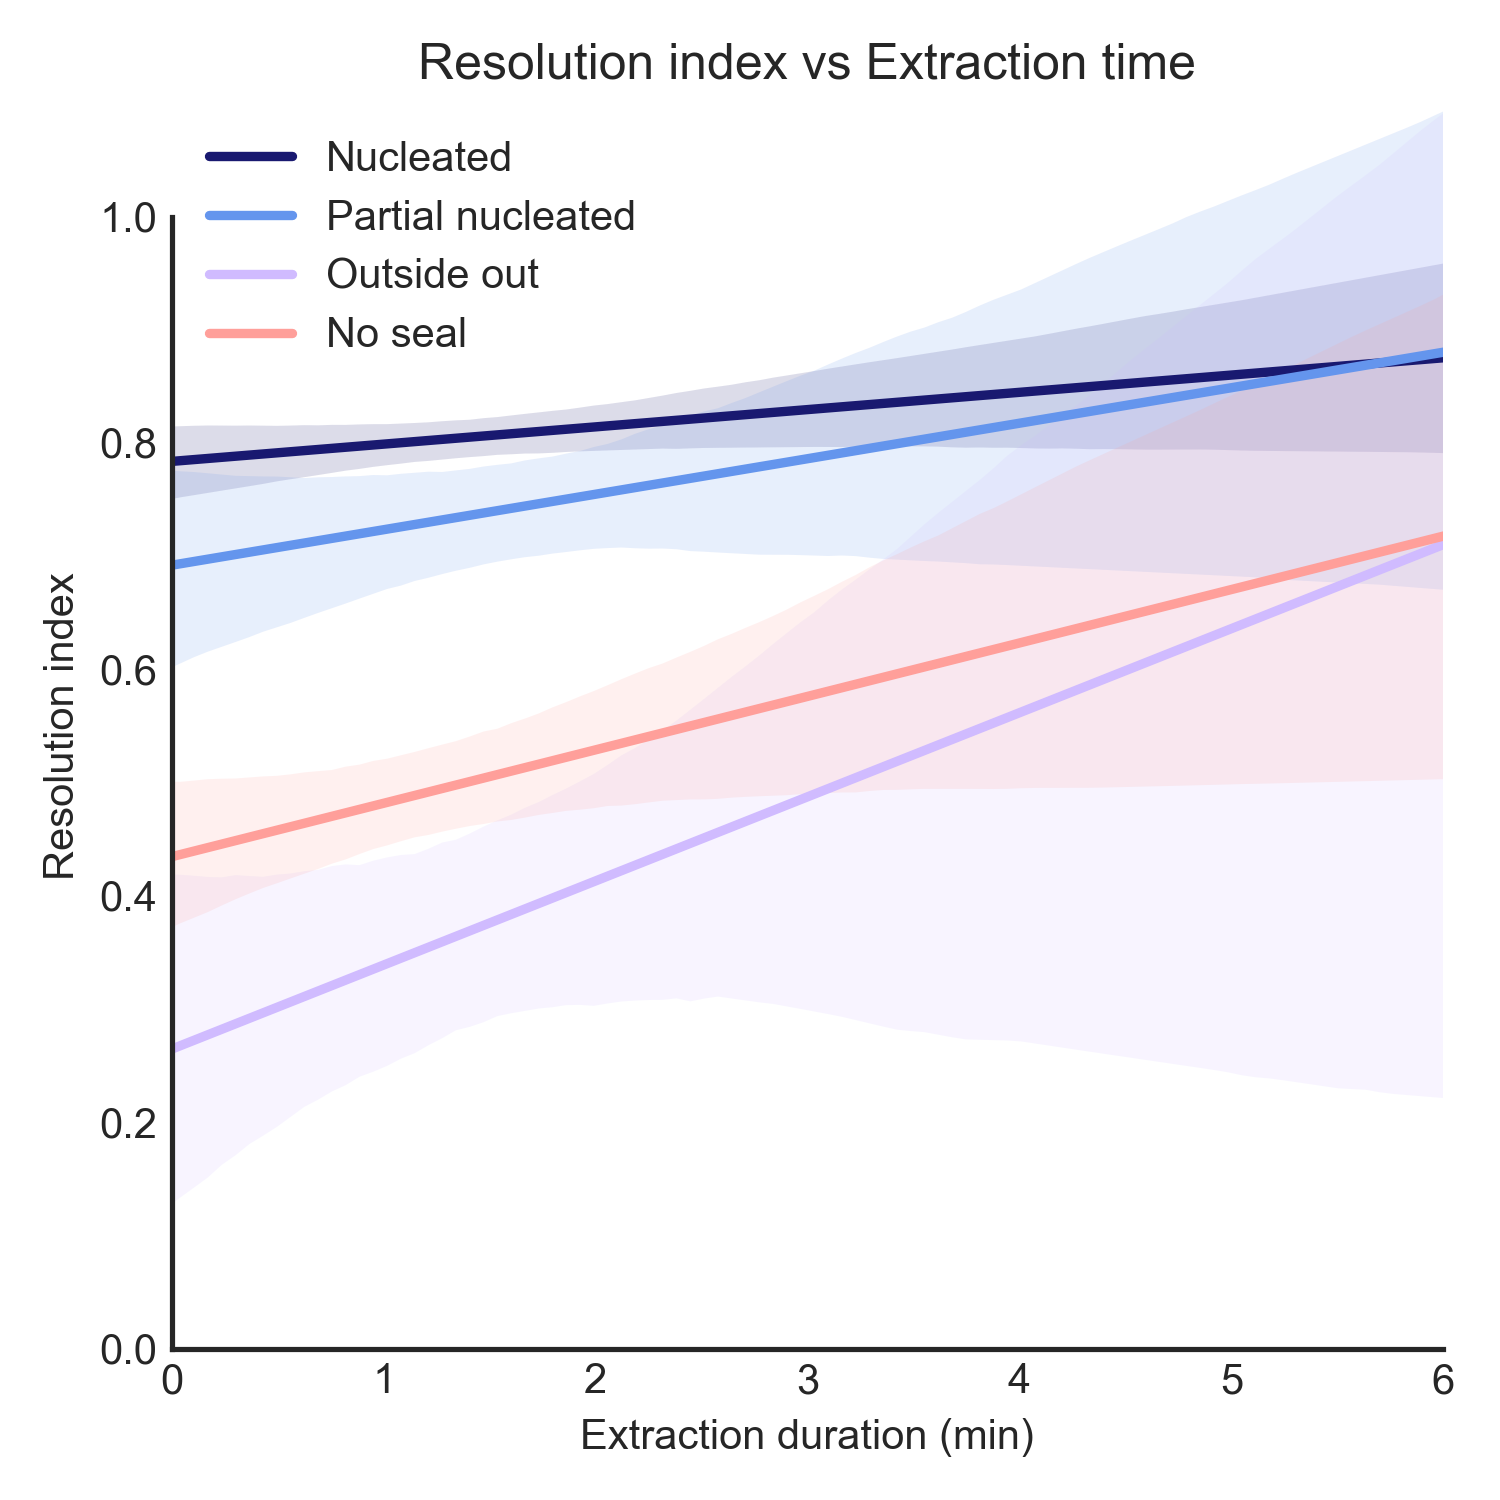 Resolution index vs Extraction time
Nucleated
Partial nucleated
Outside out
No seal
1.0
0.8
0.6
0.4
0.2
0.0
Resolution index
0 1 2 3 4 5 6
Extraction duration (min)